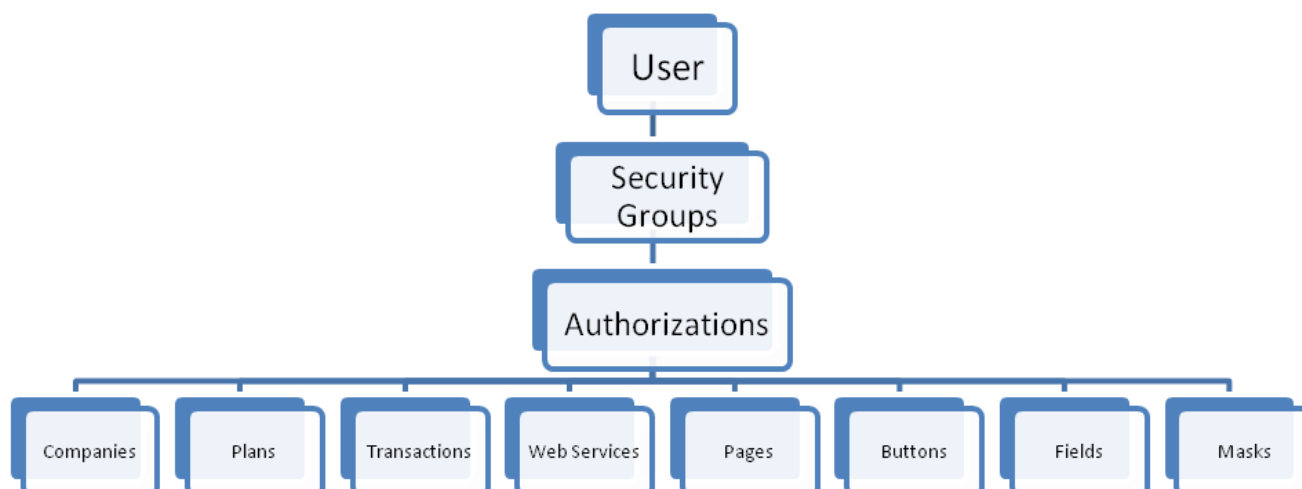 User
Security
Groups
Authorizations
Companies
Plans
Transactions
Web Services
Pages
Buttons
Fields
Masks